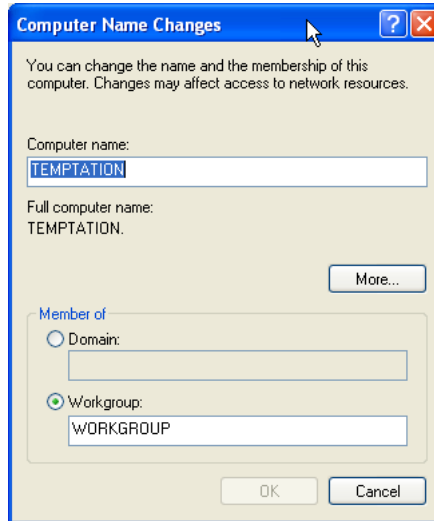 Computer Name Changes
You can change the name and the membership of this
computer. Changes may affect access to network resources.
Computer name:
TEMPTATION
Full computer name:
TEMPTATION.
More...
Member of
Domain:
Workgroup:
WORKGROUP
OK
Cancel